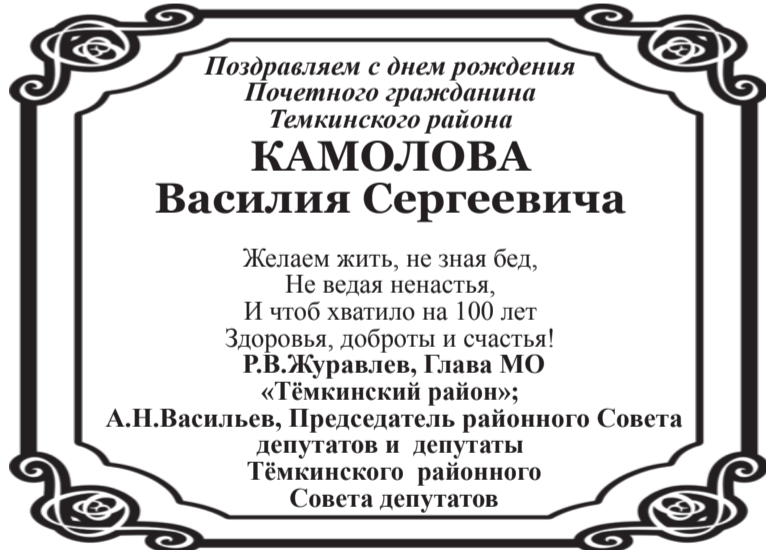 Поздравляем с днем рождения
Почетного гражданина
Темкинского района
КАМОЛОВА
Василия Сергеевича
Желаем жить, не зная бед,
Не ведая ненастья,
И чтоб хватило на 100 лет
Здоровья, доброты и счастья!
Р.В.Журавлев, Глава МО
«Тёмкинский район»;
А.Н.Васильев, Председатель районного Совета
депутатов и депутаты
Тёмкинского районного
Совета депутатов